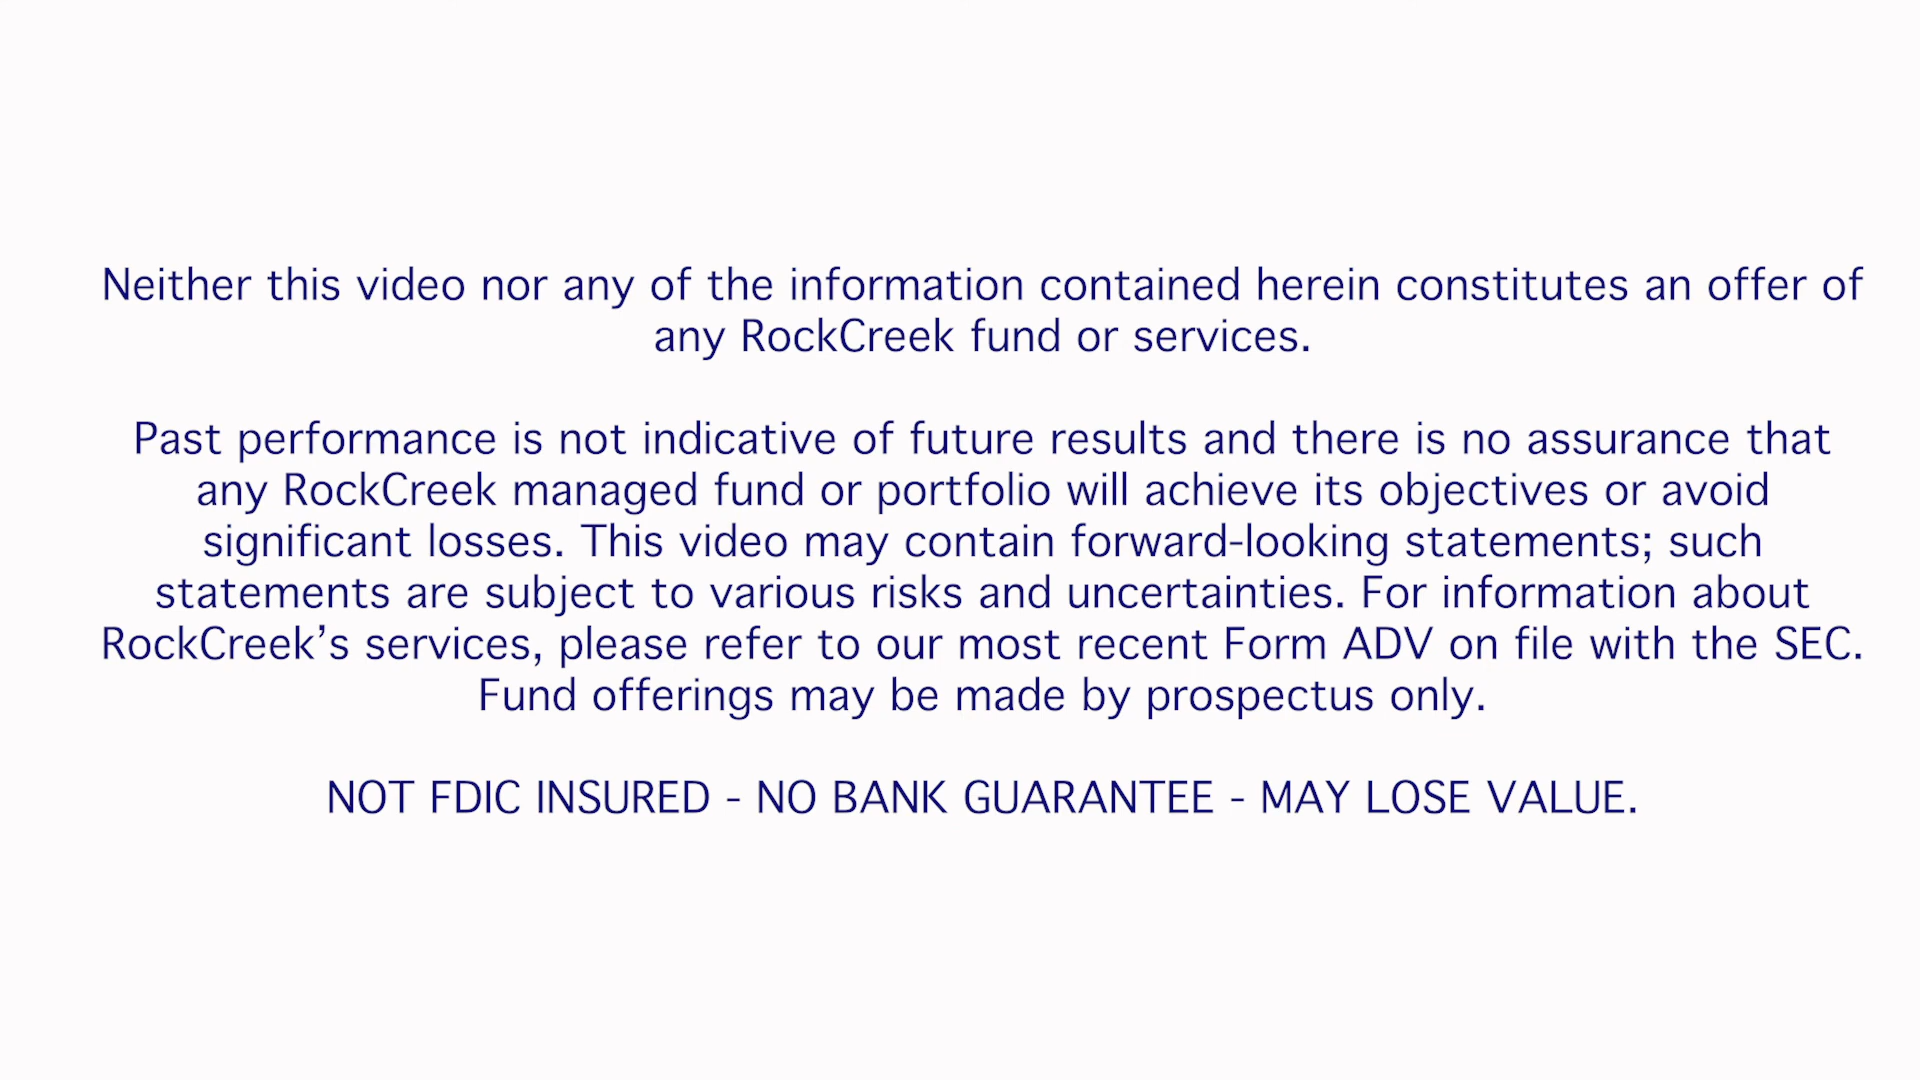 Neither this video nor any of the information contained herein constitutes an offer of
any RockCreek fund or services.
Past performance is not indicative of future results and there is no assurance that
any RockCreek managed fund or portfolio will achieve its objectives or avoid
significant losses. This video may contain forward-looking statements; such
statements are subject to various risks and uncertainties. For information about
RockCreek’s services, please refer to our most recent Form ADV on file with the SEC.
Fund offerings may be made by prospectus only.
NOT FDIC INSURED - NO BANK GUARANTEE - MAY LOSE VALUE.